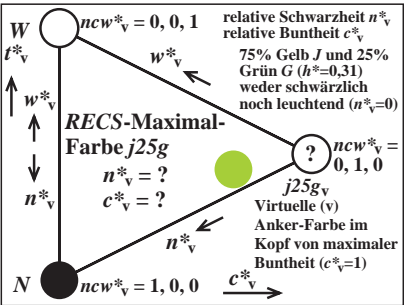 W
t*v
ncw*v = 0, 0, 1
relative Schwarzheit n*v
relative Buntheit c*v
75% Gelb J und 25%
Grün G (h*=0,31)
weder schwärzlich
noch leuchtend (n*v=0)
w*v
w*v
n*v
RECS-Maximal-
Farbe j25g
n*v = ?
c*v = ?
?
ncw*v =
0, 1, 0
j25gv
Virtuelle (v)
Anker-Farbe im
Kopf von maximaler
Buntheit (c*v=1)
n*v
N
ncw*v = 1, 0, 0
c*v